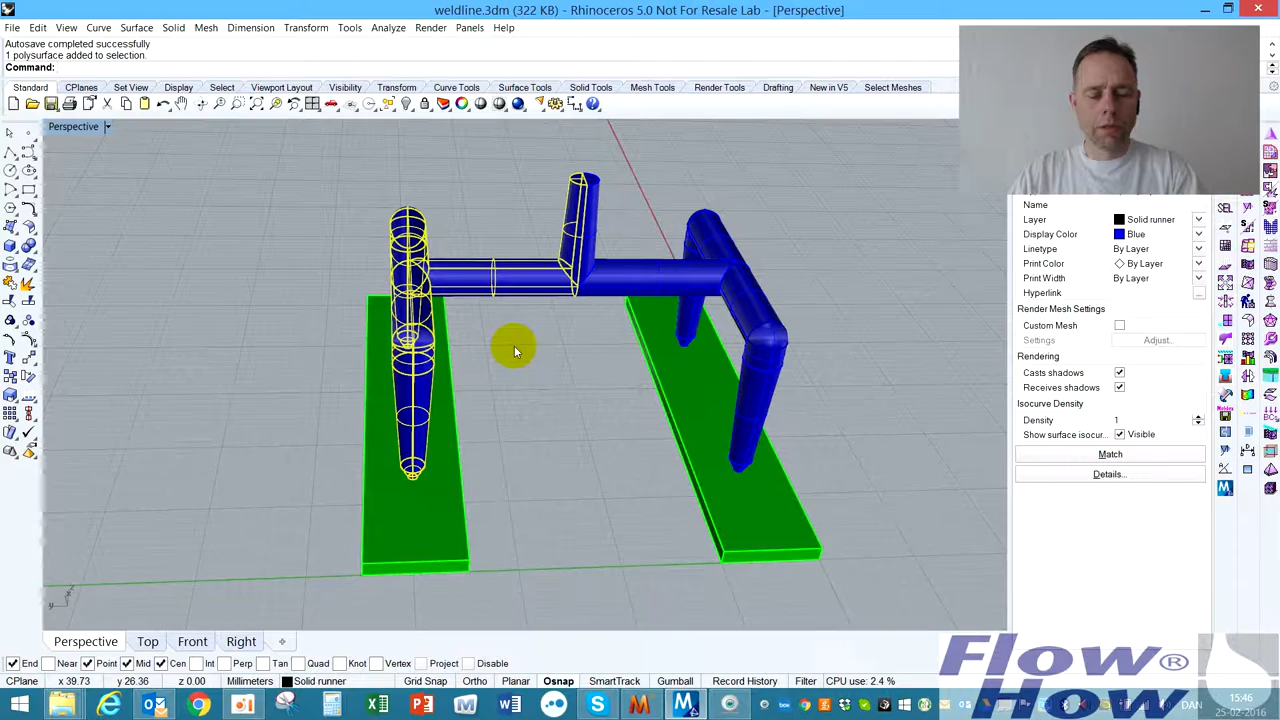 weldline.3dm (322 KB) - Rhinoceros 5.0 Not For Resale Lab - [Perspective]
File Edit View Curve Surface Solid Mesh Dimension Transform Tools Analyze Render Panels Help
Autosave completed successfully
1 polysurface added to selection.
Command:
Standard CPlanes Set View Display Select Viewport Layout Visibility Transform Curve Tools Surface Tools Solid Tools Mesh Tools Render Tools Drafting New in V5 Select Meshes
Perspective
Name
Layer Solid runner
Display Color Blue
Linetype By Layer
Print Color By Layer
Print Width By Layer
Hyperlink ...
Render Mesh Settings
Custom Mesh
Settings Adjust..
Rendering
Casts shadows
Receives shadows
Isocurve Density
Density 1
Show surface isocur... Visible
Match
Details...
y x
Perspective Top Front Right
End Near Point Mid Cen Int Perp Tan Quad Knot Vertex Project Disable
CPlane x 39.73 y 26.36 z 0.00 Millimeters Solid runner Grid Snap Ortho Planar Osnap SmartTrack Gumball Record History Filter CPU use: 2.4 %
Flow®
How
DAN
15:46
25-02-2016